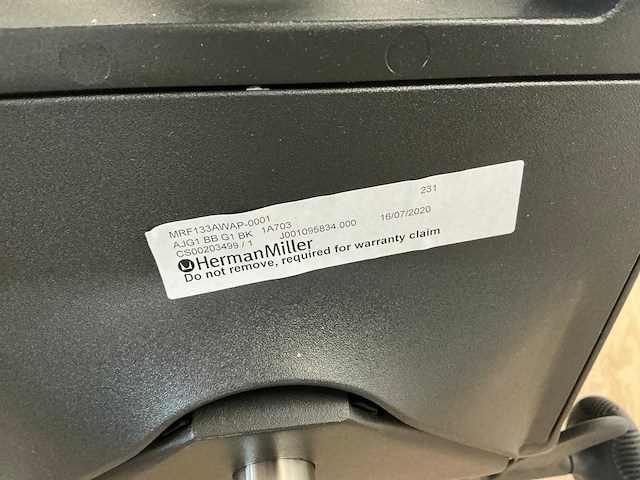 MRF133AWAP-0001 231
AJG1 BB G1 BK 1A703
CS00203499 / 1 J001095834.000 16/07/2020
HermanMiller
Do not remove, required for warranty claim